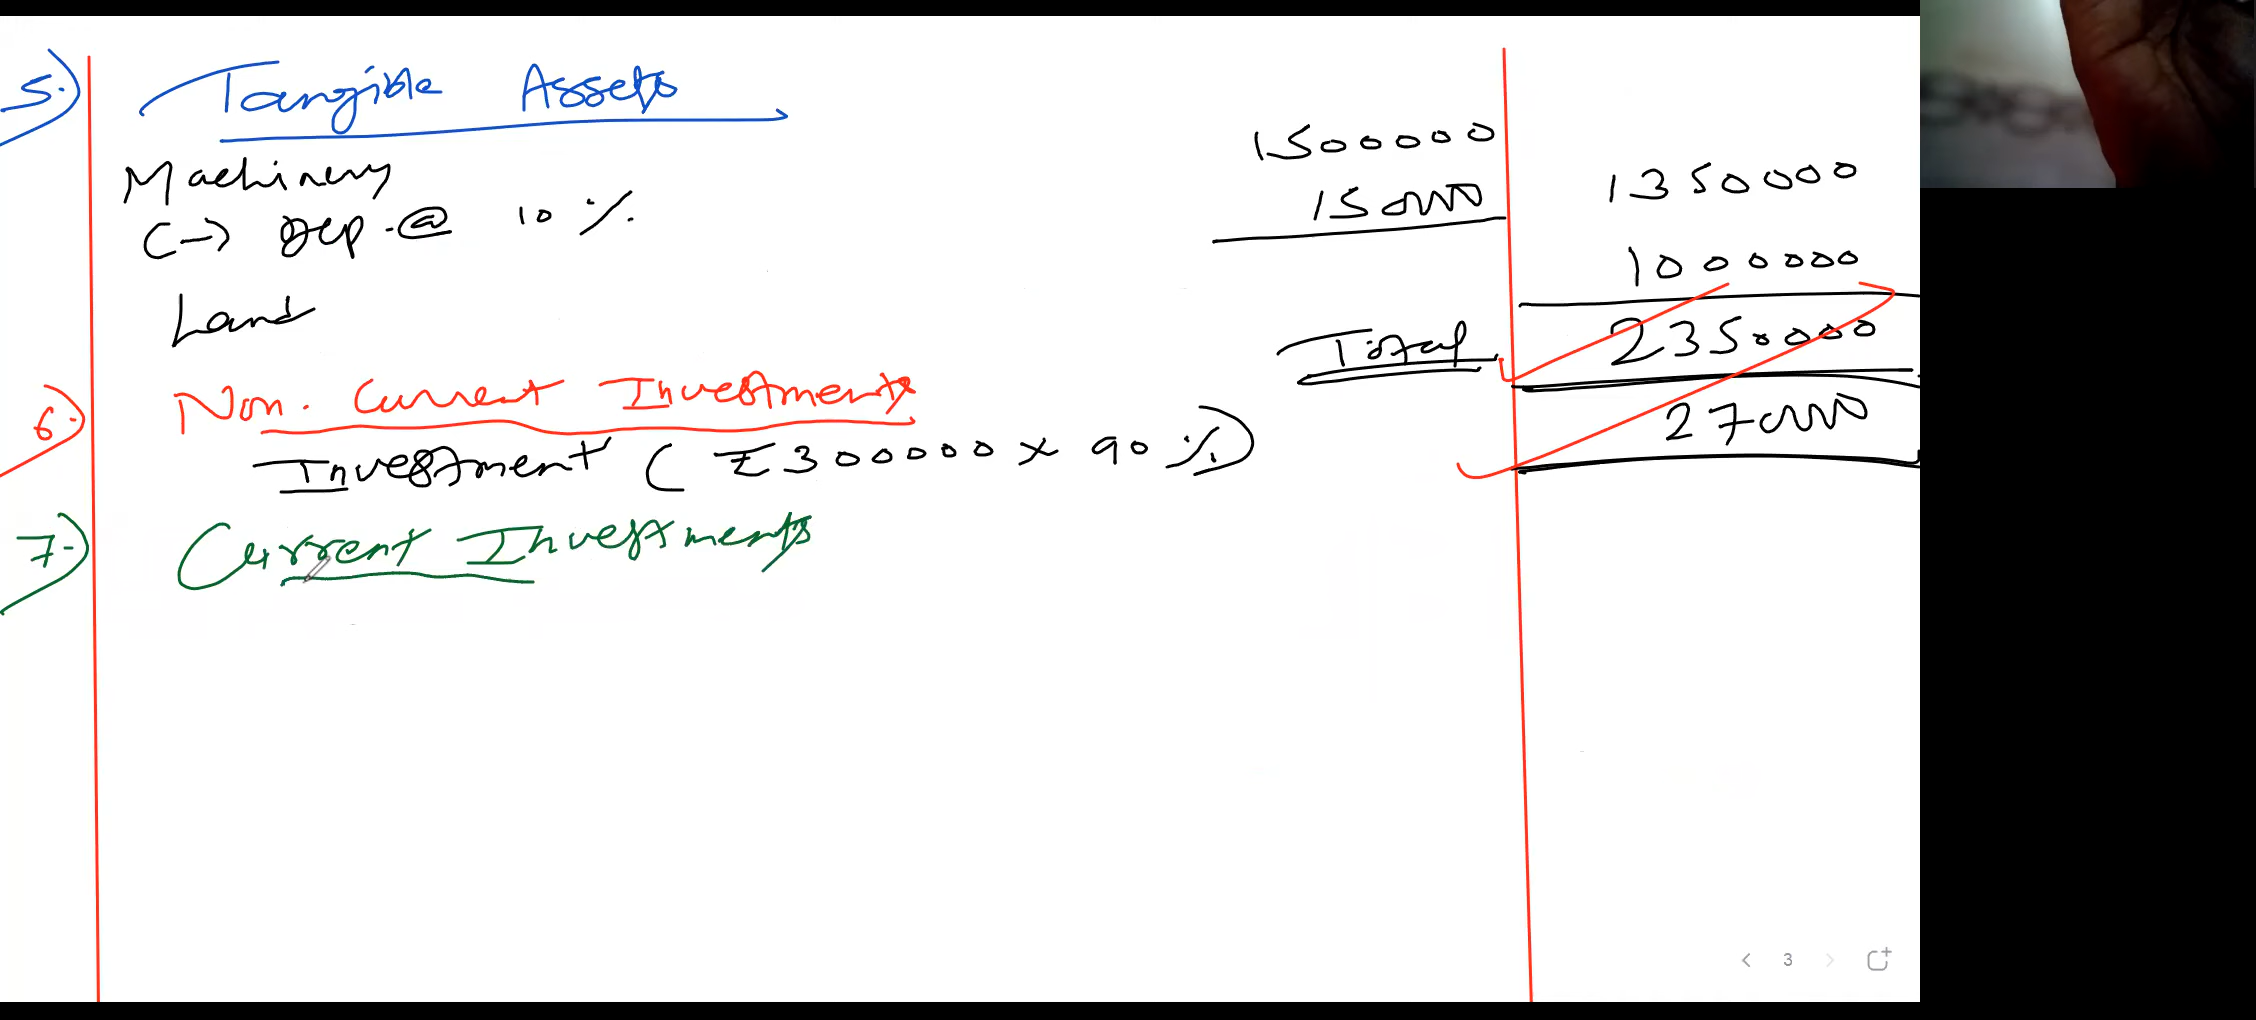 5.) Tangible Assets
Machinery 1500000
(-) Dep. @ 10 % 150000 1350000
Land 1000000
Total 2350000
6.) Non. Current Investments 270000
Investment ( ₹300000 x 90 %)
7.) Current Investments
3